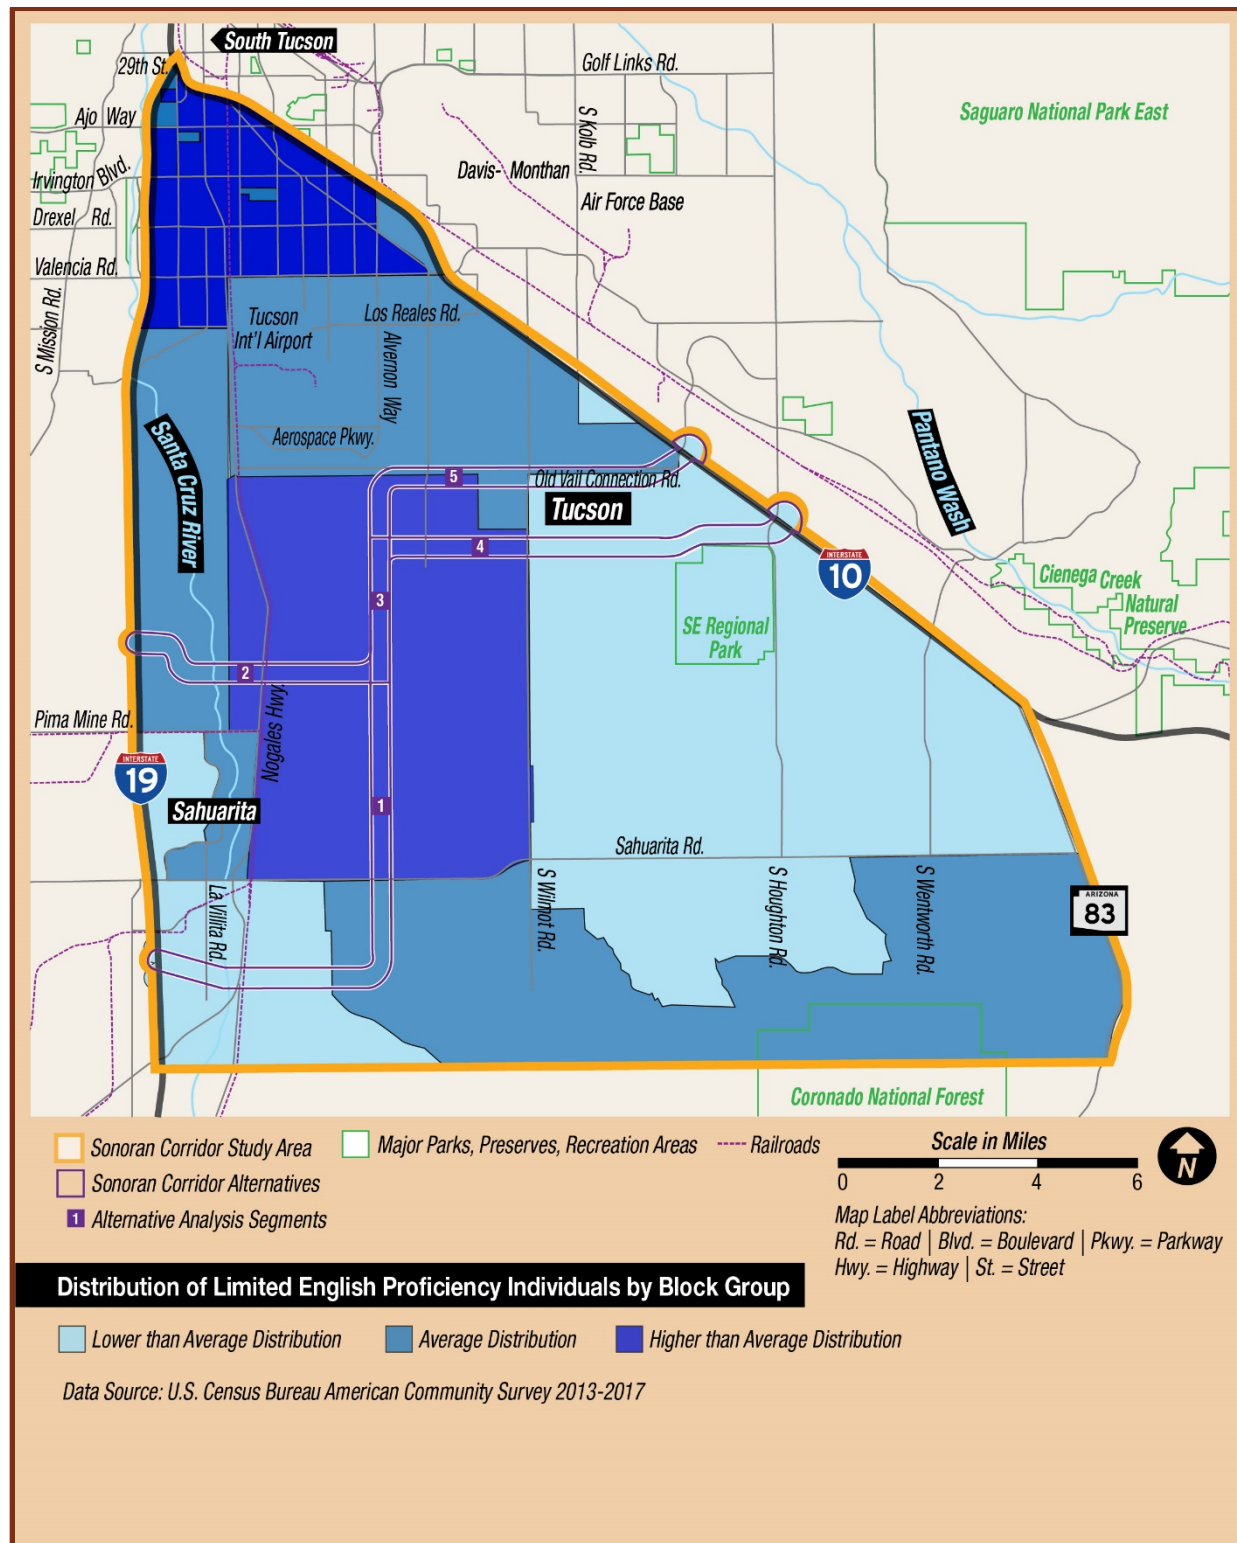 South Tucson
29th St.
Golf Links Rd.
Ajo Way
S Kolb Rd.
Saguaro National Park East
Irvington Blvd.
Davis- Monthan
Air Force Base
Drexel Rd.
Valencia Rd.
S Mission Rd.
Tucson
Int'l Airport
Los Reales Rd.
Alvernon Way
Santa Cruz River
Aerospace Pkwy.
Pantano Wash
5
Old Vail Connection Rd.
Tucson
4
INTERSTATE
10
Cienega Creek
Natural
Preserve
3
SE Regional
Park
2
Nogales Hwy
Pima Mine Rd.
INTERSTATE
19
Sahuarita
1
Sahuarita Rd.
La Villita Rd.
S Wilmot Rd.
S Houghton Rd.
S Wentworth Rd.
ARIZONA
83
Coronado National Forest
Sonoran Corridor Study Area
Major Parks, Preserves, Recreation Areas
Railroads
Sonoran Corridor Alternatives
1 Alternative Analysis Segments
Scale in Miles
0 2 4 6
N
Map Label Abbreviations:
Rd. = Road | Blvd. = Boulevard | Pkwy. = Parkway
Hwy. = Highway | St. = Street
Distribution of Limited English Proficiency Individuals by Block Group
Lower than Average Distribution
Average Distribution
Higher than Average Distribution
Data Source: U.S. Census Bureau American Community Survey 2013-2017